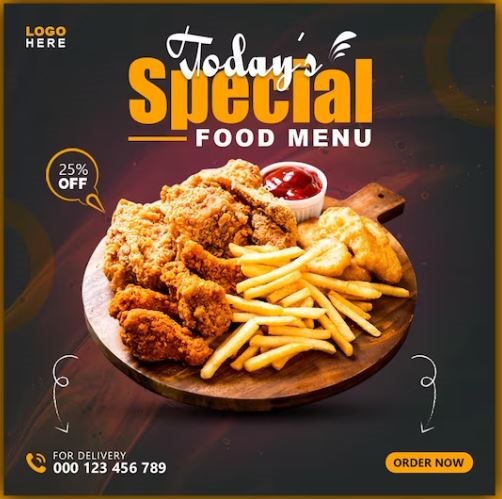 LOGO
HERE
Today's
Special
FOOD MENU
25%
OFF
FOR DELIVERY
000 123 456 789
ORDER NOW